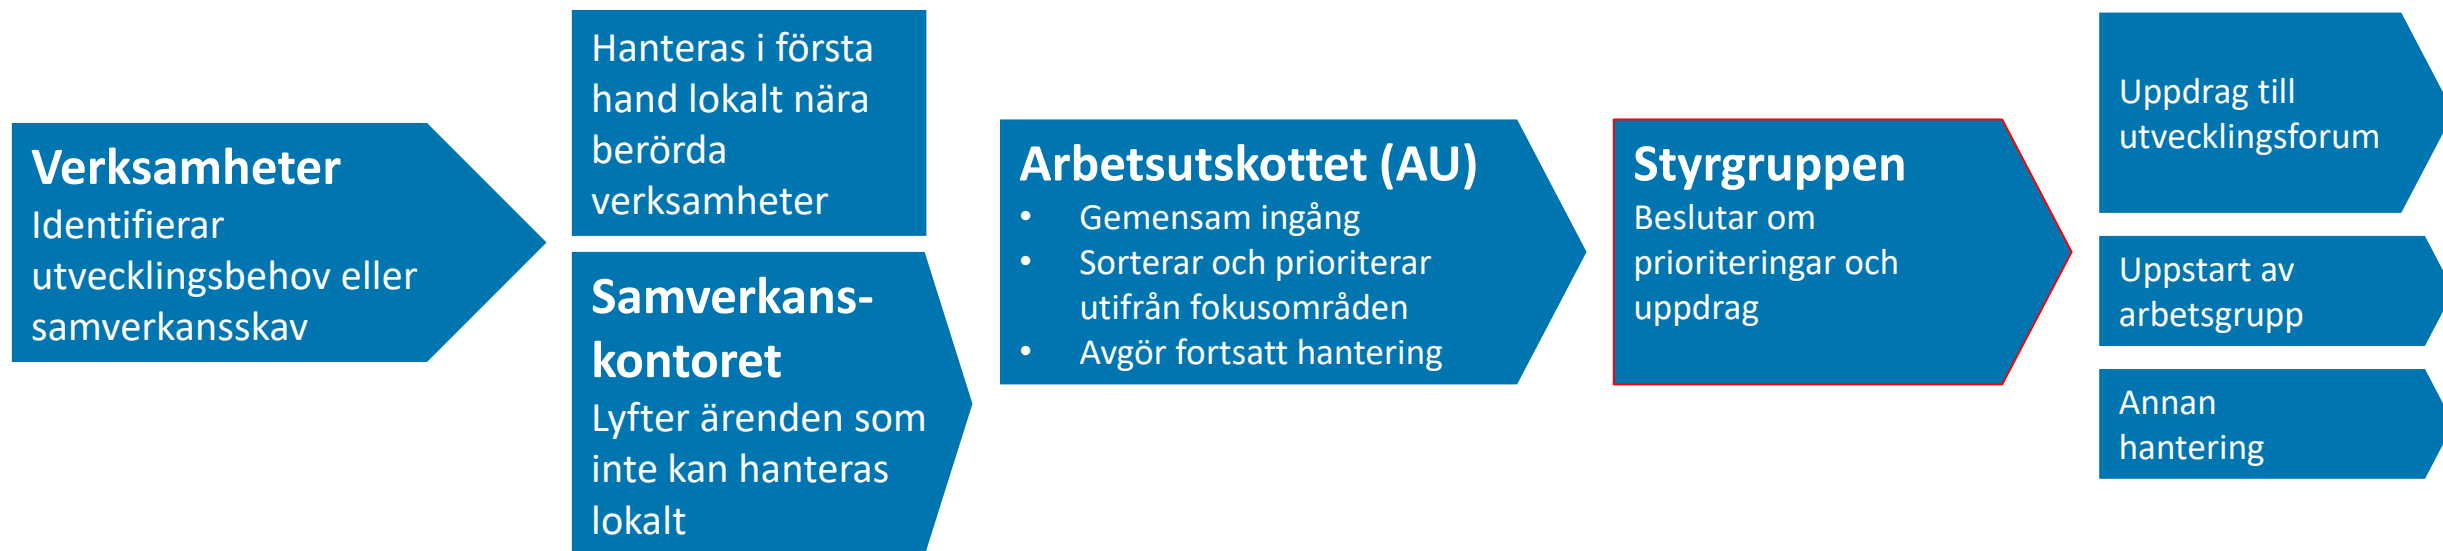 Verksamheter
Identifierar
utvecklingsbehov eller
samverkansskav
Hanteras i första
hand lokalt nära
berörda
verksamheter
Samverkans-
kontoret
Lyfter ärenden som
inte kan hanteras
lokalt
Arbetsutskottet (AU)
• Gemensam ingång
• Sorterar och prioriterar
utifrån fokusområden
• Avgör fortsatt hantering
Styrgruppen
Beslutar om
prioriteringar och
uppdrag
Uppdrag till
utvecklingsforum
Uppstart av
arbetsgrupp
Annan
hantering